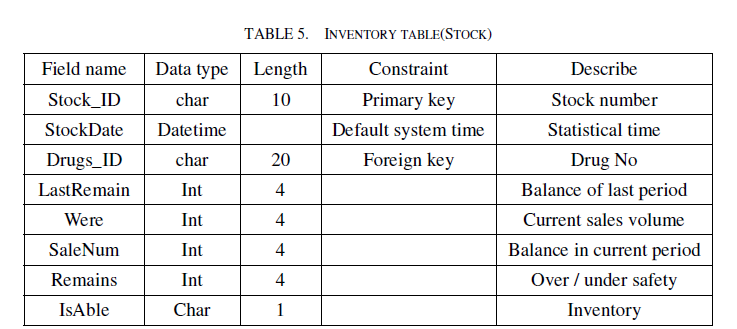 TABLE 5. INVENTORY TABLE(STOCK)
Field name Data type Length Constraint Describe
Stock_ID char 10 Primary key Stock number
StockDate Datetime Default system time Statistical time
Drugs_ID char 20 Foreign key Drug No
LastRemain Int 4 Balance of last period
Were Int 4 Current sales volume
SaleNum Int 4 Balance in current period
Remains Int 4 Over / under safety
IsAble Char 1 Inventory